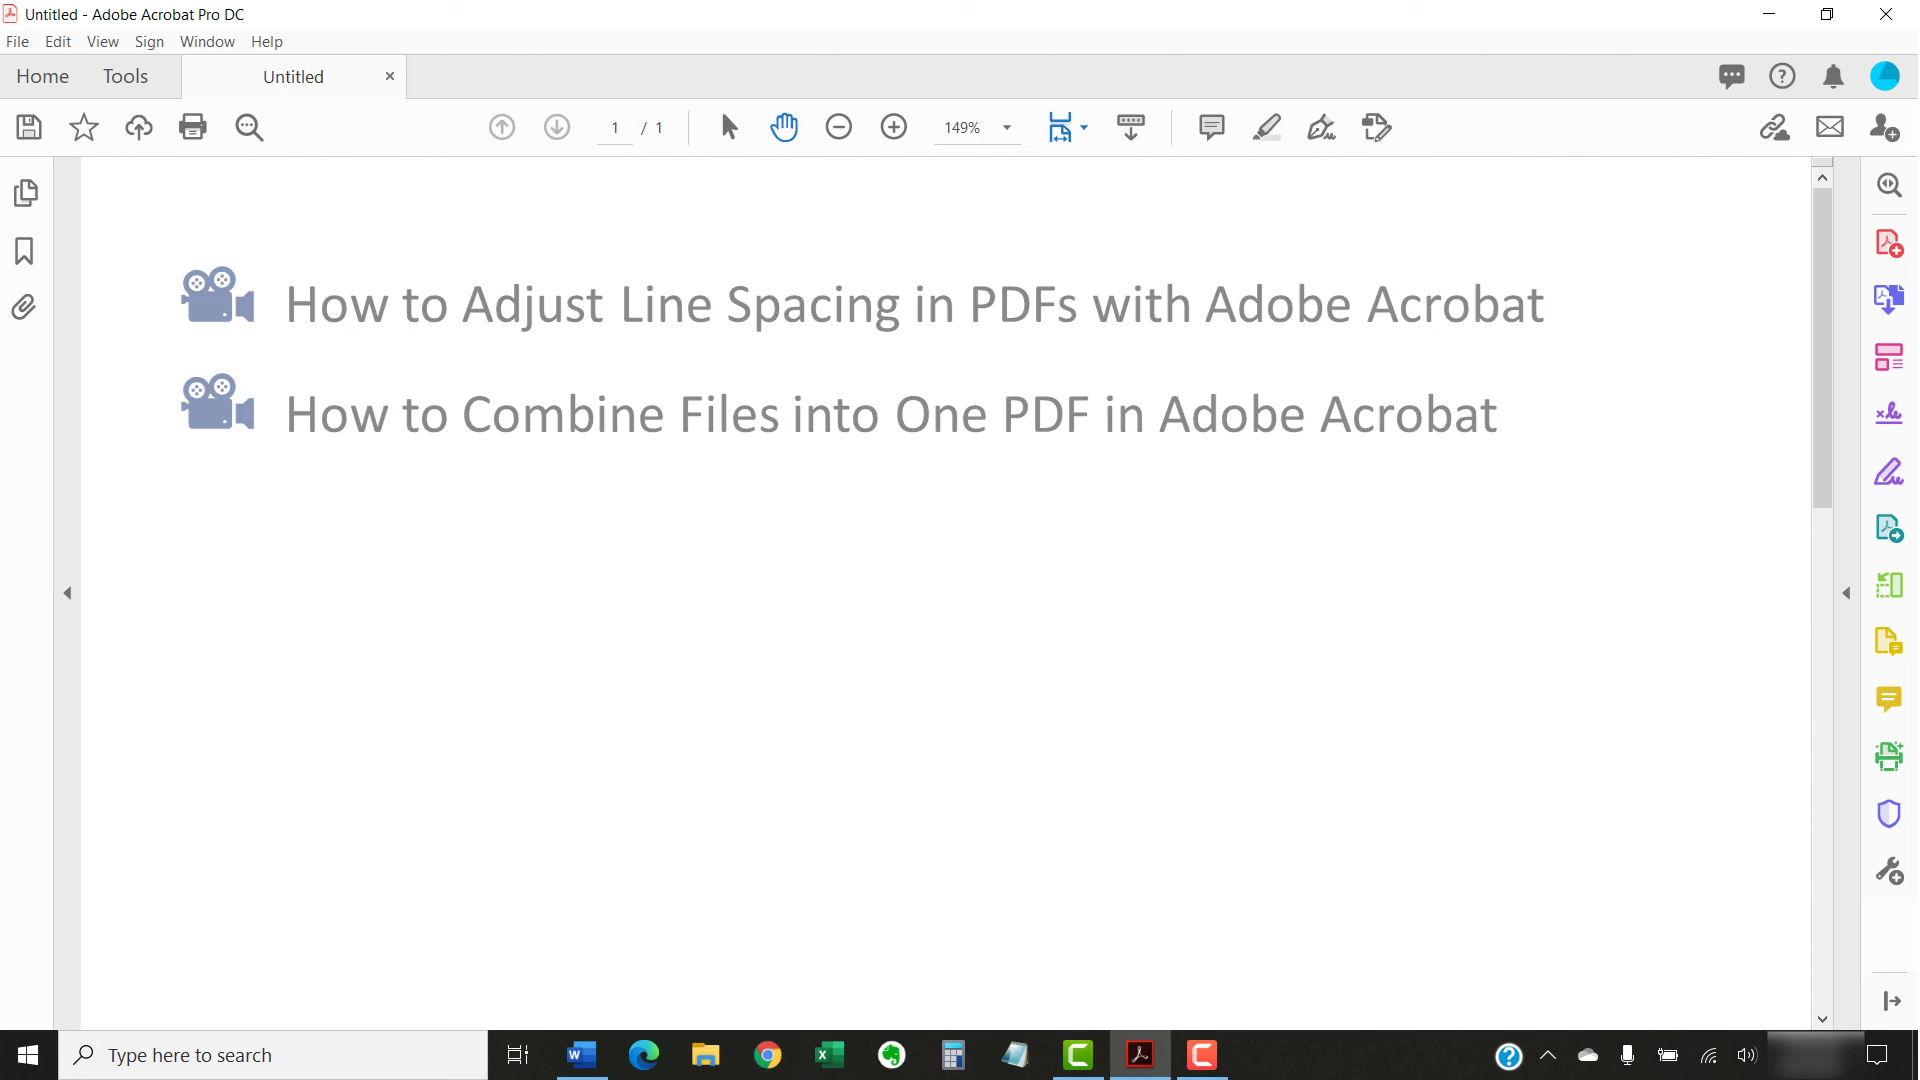 Untitled - Adobe Acrobat Pro DC
File Edit View Sign Window Help
Home Tools Untitled
1 / 1 149%
How to Adjust Line Spacing in PDFs with Adobe Acrobat
How to Combine Files into One PDF in Adobe Acrobat
Type here to search